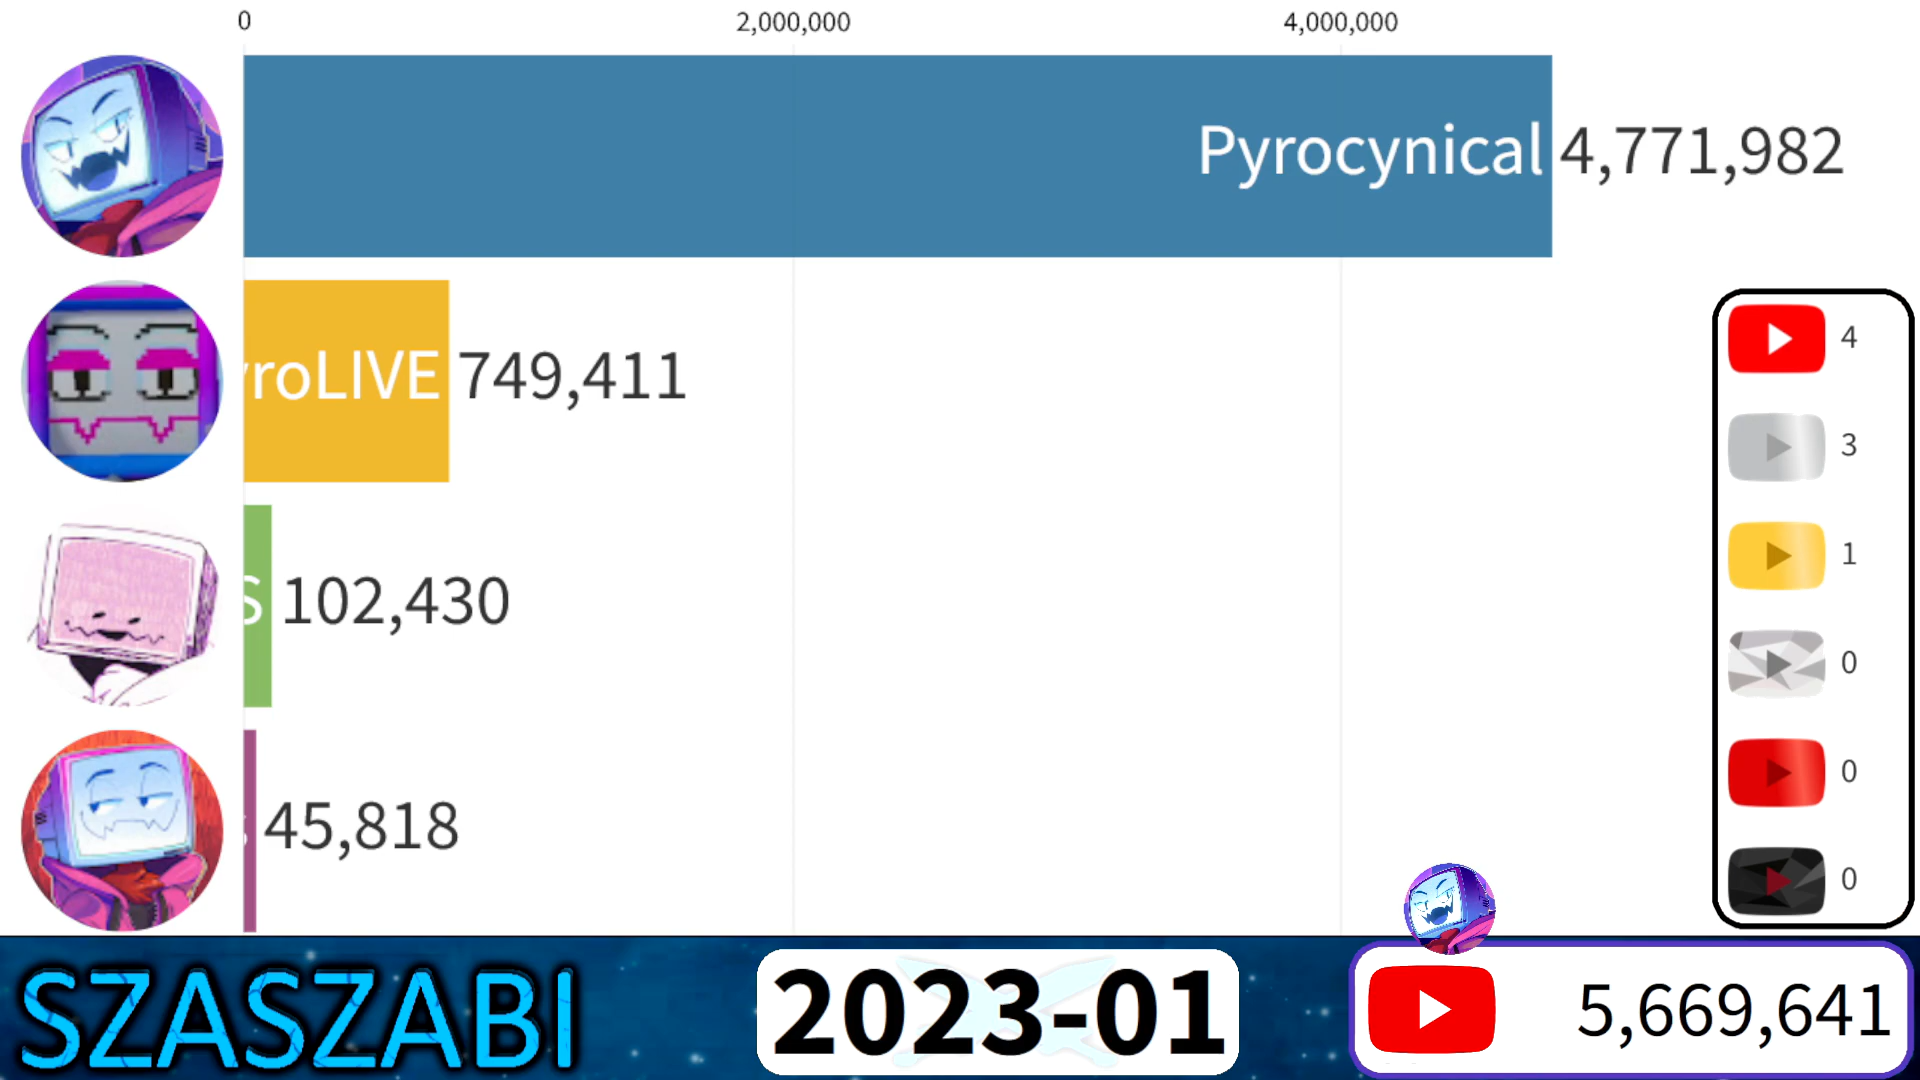 0 2,000,000 4,000,000
Pyrocynical 4,771,982
roLIVE 749,411
S 102,430
45,818
4
3
1
0
0
0
SZASZABI 2023-01 5,669,641